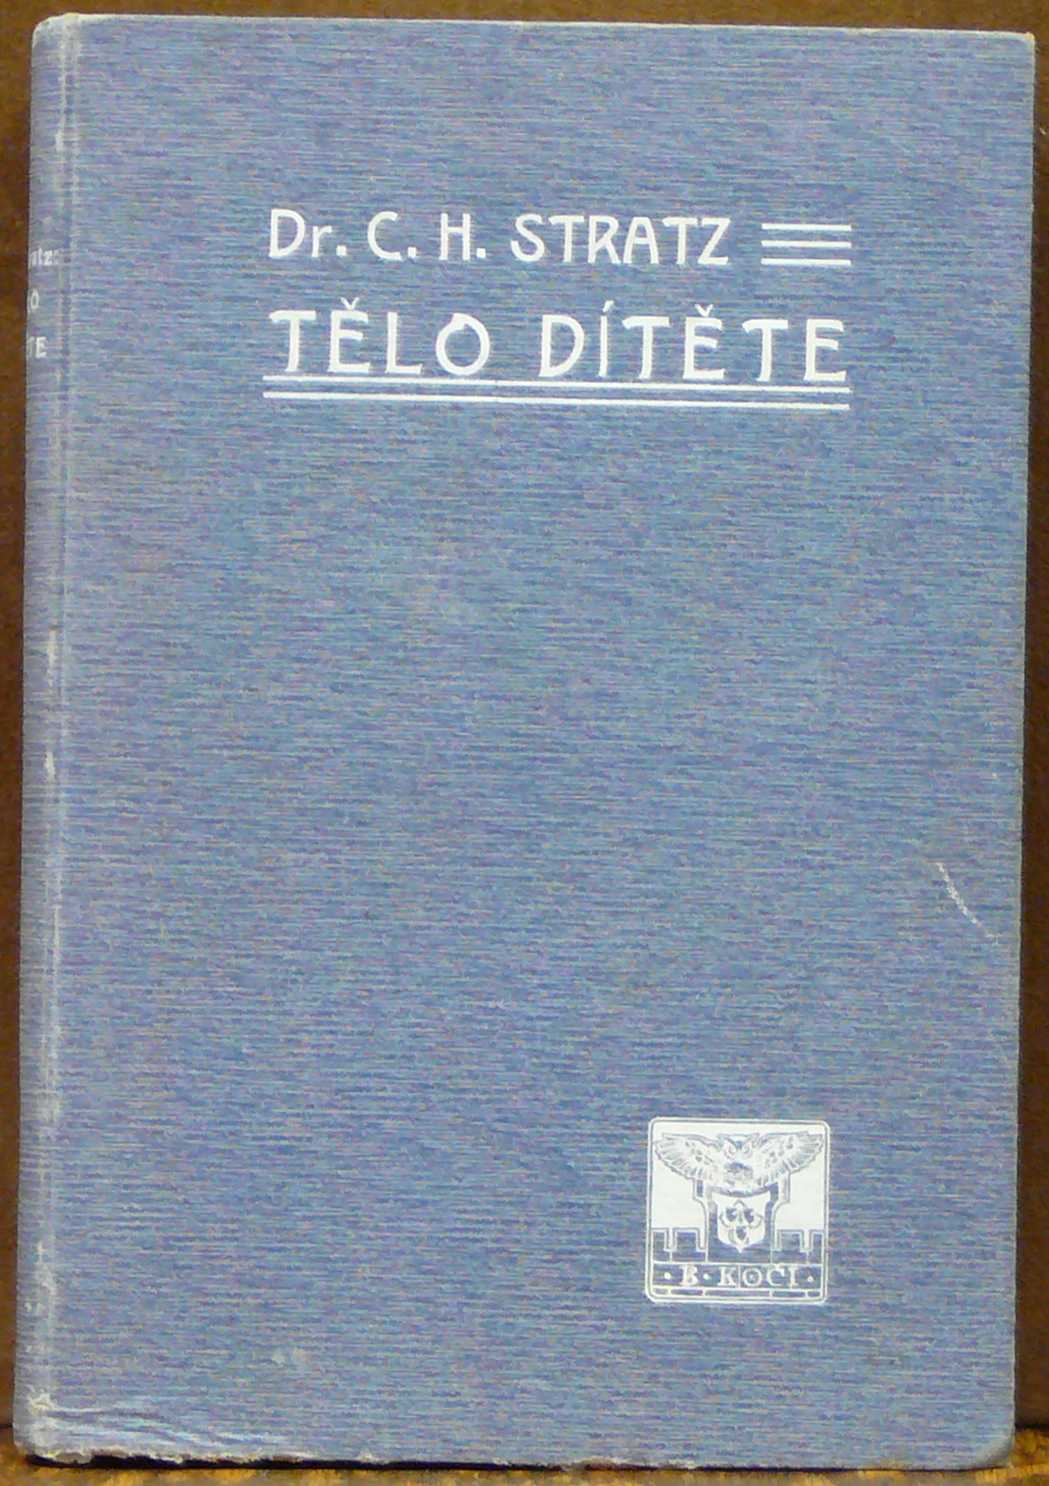 Dr. C. H. STRATZ
TĚLO DÍTĚTE
B. KOČÍ.